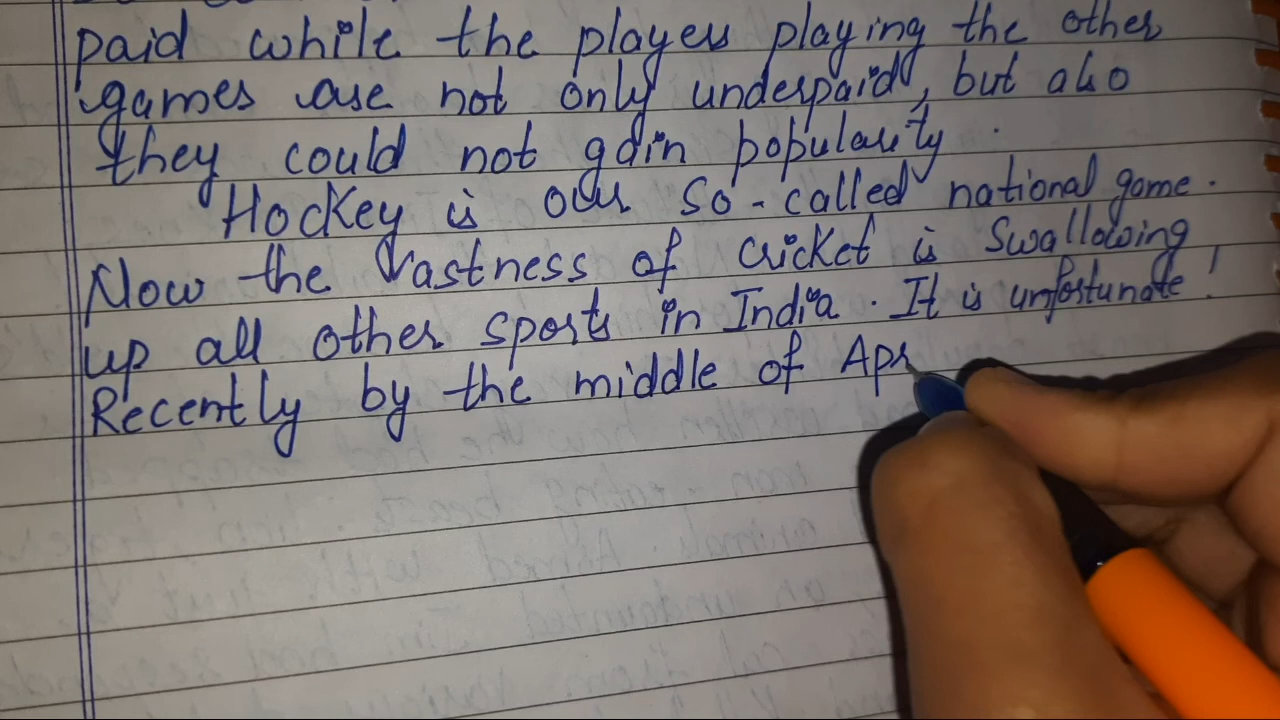 paid while the players playing the other
games are not only underpaid, but also
they could not gain popularity.
Hockey is our so-called national game.
Now the vastness of cricket is swallowing
up all other sports in India. It is unfortunate!
Recently by the middle of Apr